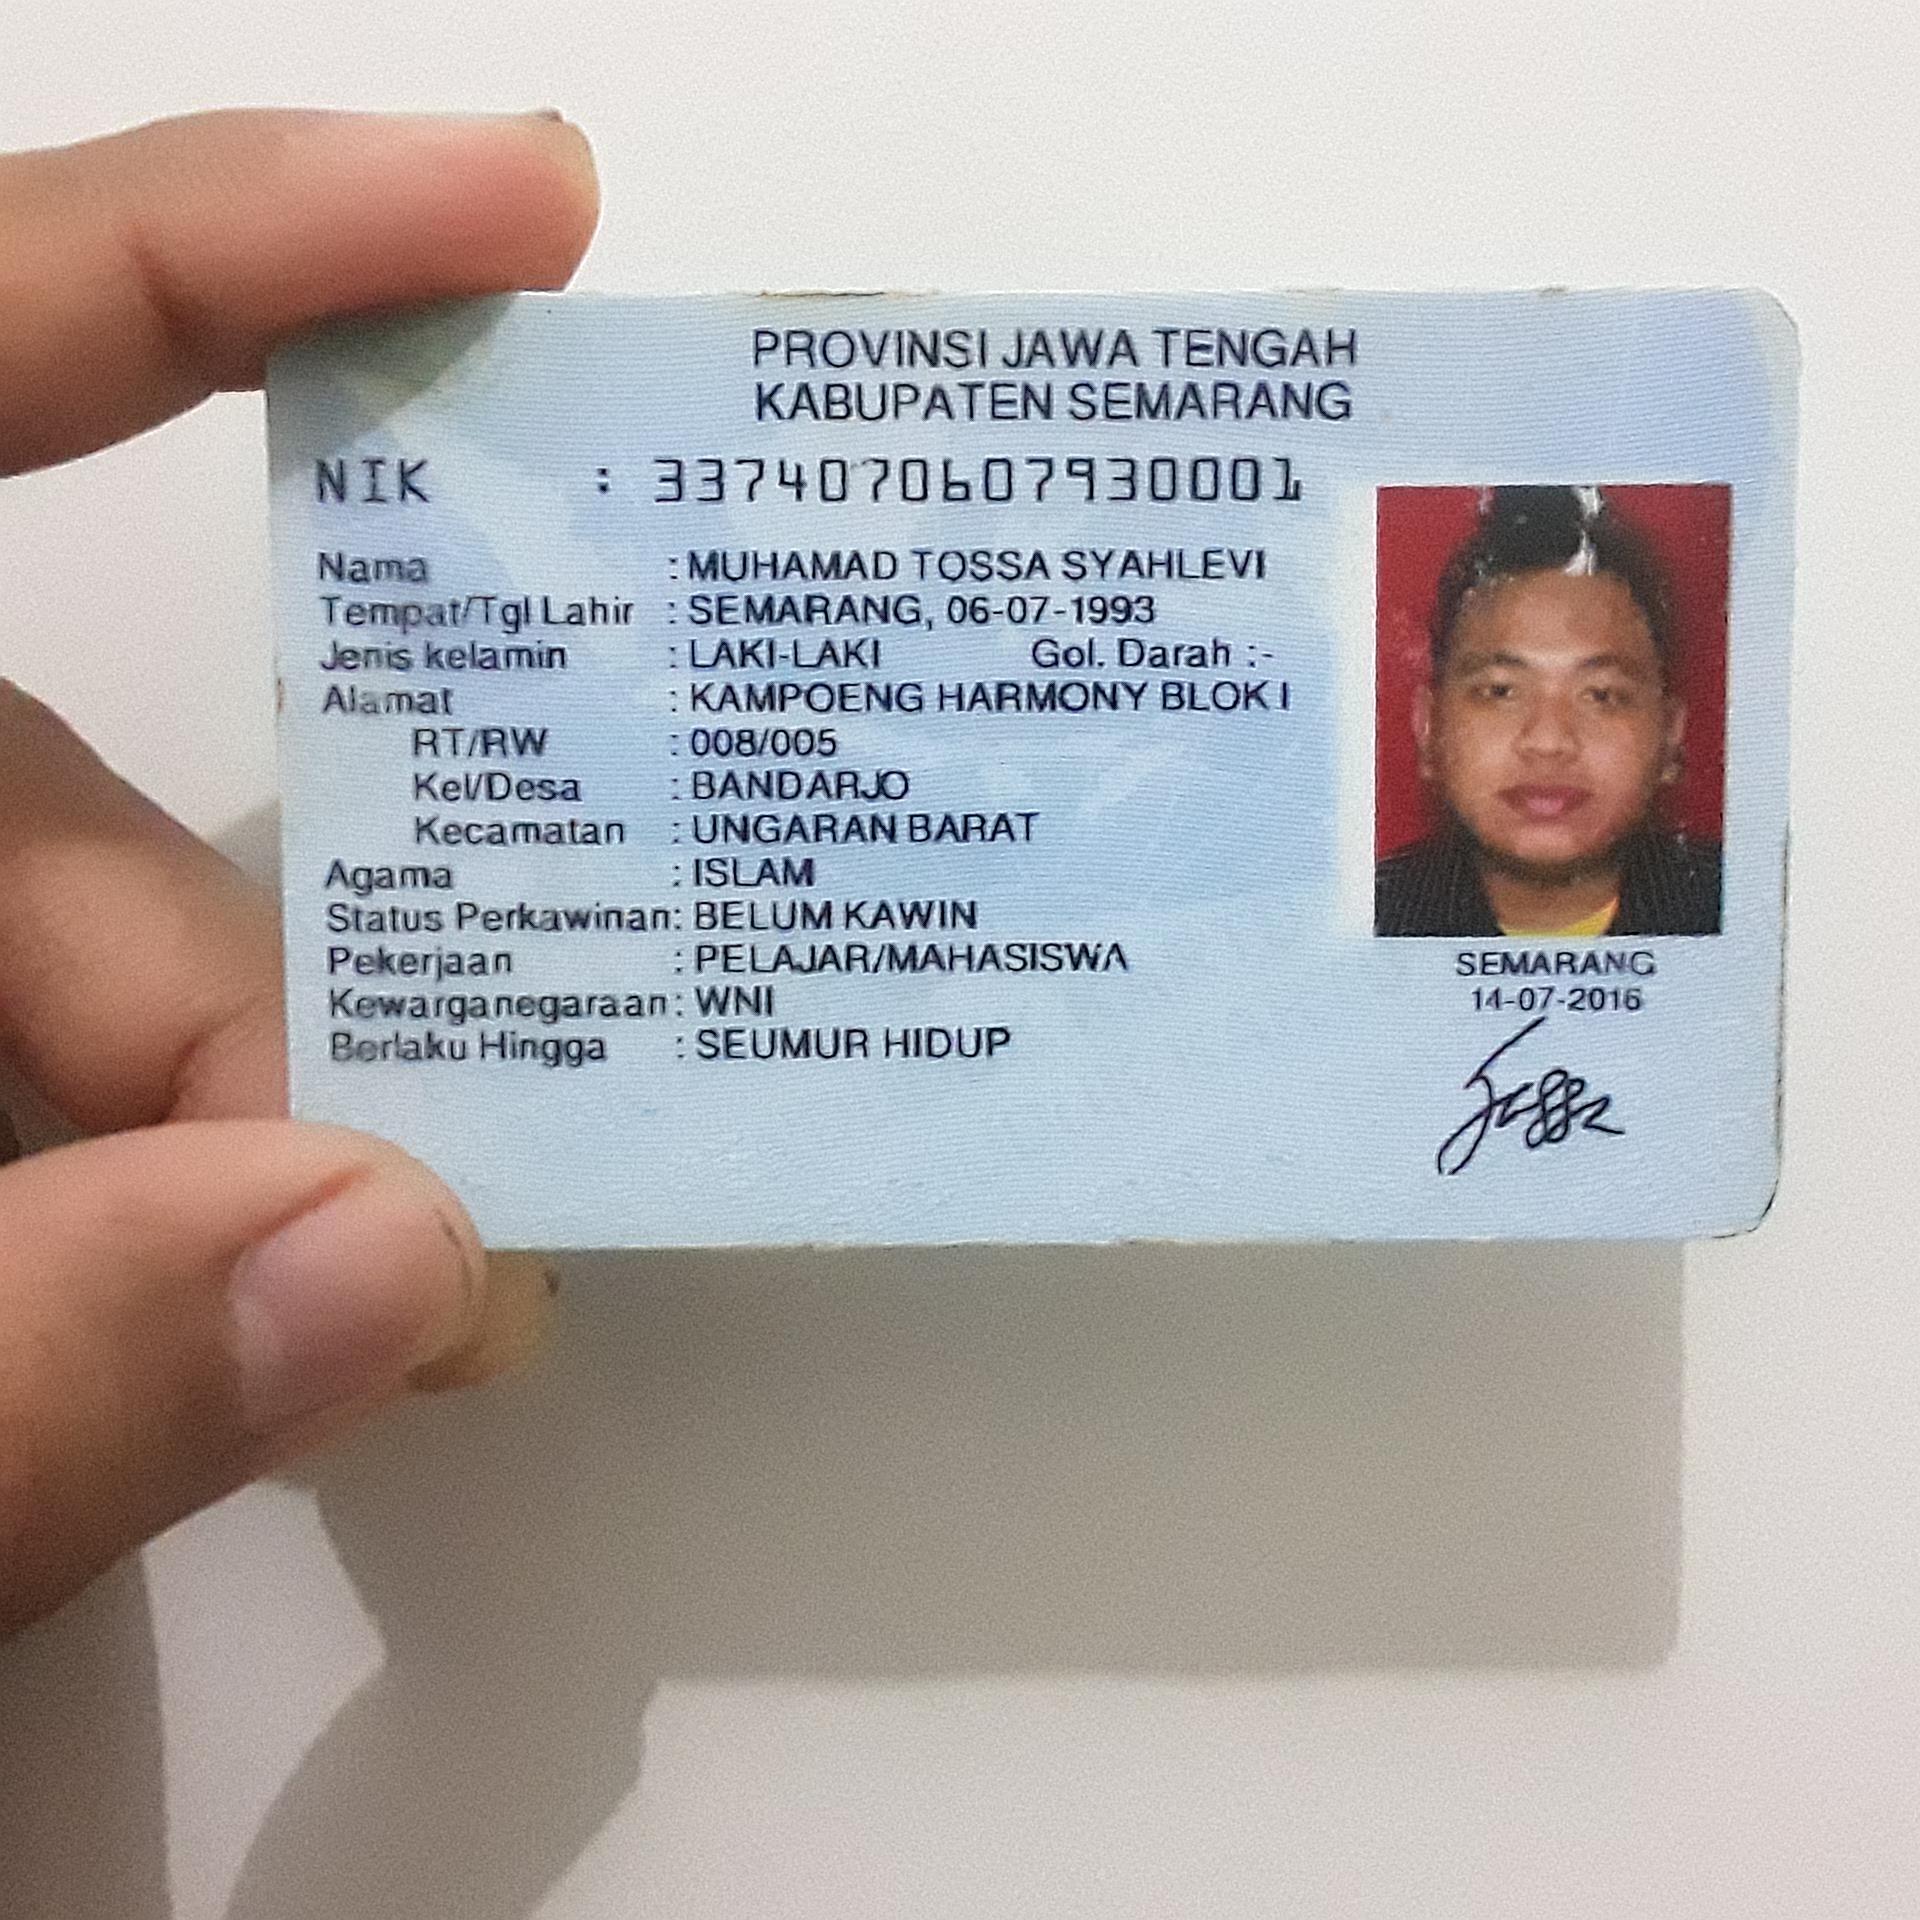 PROVINSI JAWA TENGAH
KABUPATEN SEMARANG
NIK : 3374070607930001
Nama : MUHAMAD TOSSA SYAHLEVI
Tempat/Tgl Lahir : SEMARANG, 06-07-1993
Jenis kelamin : LAKI-LAKI Gol. Darah :-
Alamat : KAMPOENG HARMONY BLOK I
RT/RW : 008/005
Kel/Desa : BANDARJO
Kecamatan : UNGARAN BARAT
Agama : ISLAM
Status Perkawinan: BELUM KAWIN
Pekerjaan : PELAJAR/MAHASISWA
Kewarganegaraan: WNI
Berlaku Hingga : SEUMUR HIDUP
SEMARANG
14-07-2016